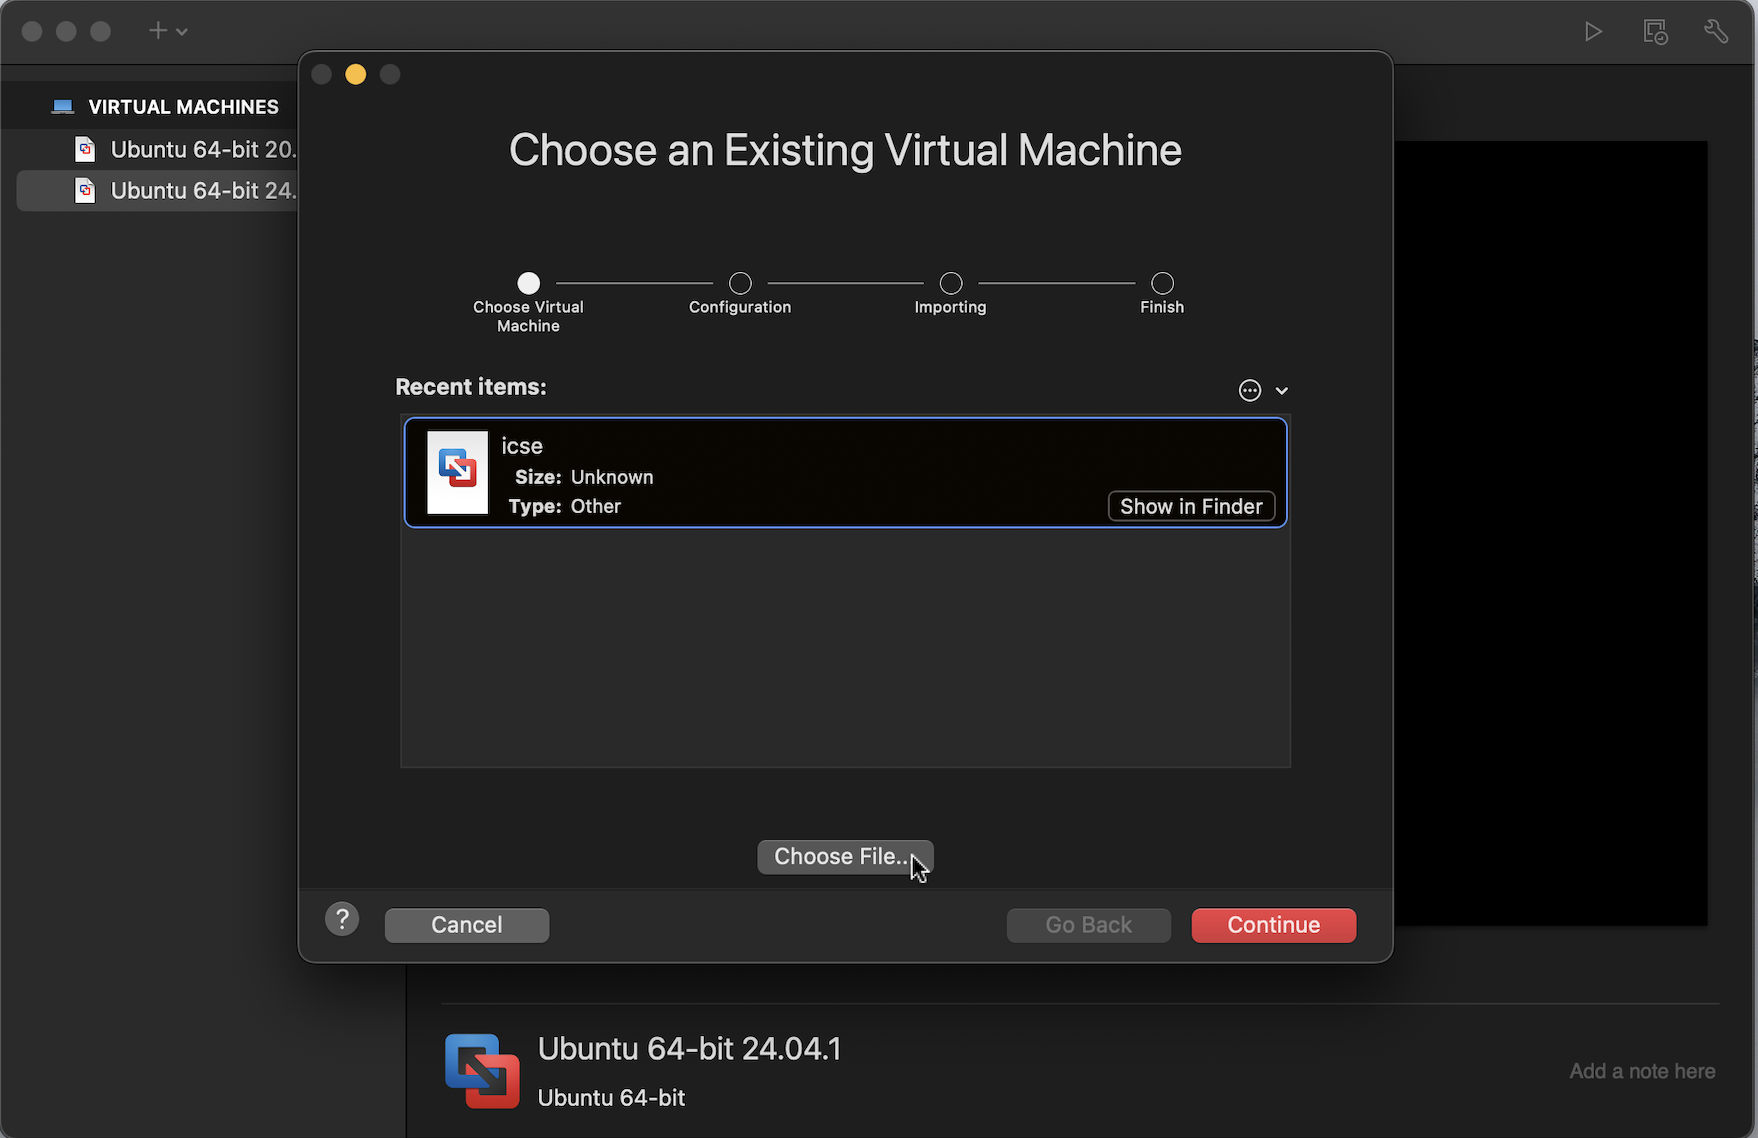 VIRTUAL MACHINES
Ubuntu 64-bit 20.
Ubuntu 64-bit 24.
Choose an Existing Virtual Machine
Choose Virtual Machine
Configuration
Importing
Finish
Recent items:
icse
Size: Unknown
Type: Other
Show in Finder
Choose File..
?
Cancel
Go Back
Continue
Ubuntu 64-bit 24.04.1
Ubuntu 64-bit
Add a note here